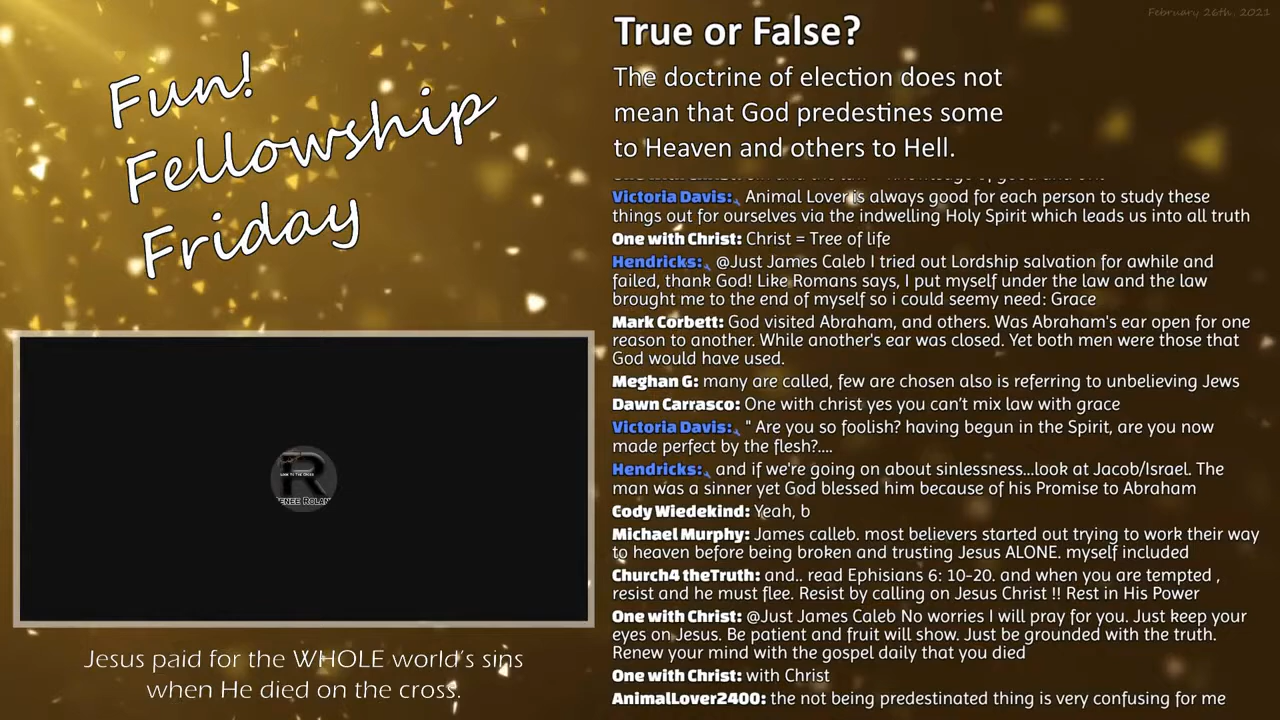 February 26th, 2021
Fun!
Fellowship
Friday
Jesus paid for the WHOLE world's sins
when He died on the cross.
LOOK TO THE CROSS
True or False?
The doctrine of election does not
mean that God predestines some
to Heaven and others to Hell.
Victoria Davis: Animal Lover is always good for each person to study these
things out for ourselves via the indwelling Holy Spirit which leads us into all truth
One with Christ: Christ = Tree of life
Hendricks: @Just James Caleb I tried out Lordship salvation for awhile and
failed, thank God! Like Romans says, I put myself under the law and the law
brought me to the end of myself so i could seemy need: Grace
Mark Corbett: God visited Abraham, and others. Was Abraham's ear open for one
reason to another. While another's ear was closed. Yet both men were those that
God would have used.
Meghan G: many are called, few are chosen also is referring to unbelieving Jews
Dawn Carrasco: One with christ yes you can't mix law with grace
Victoria Davis: " Are you so foolish? having begun in the Spirit, are you now
made perfect by the flesh?....
Hendricks: and if we're going on about sinlessness...look at Jacob/Israel. The
man was a sinner yet God blessed him because of his Promise to Abraham
Cody Wiedekind: Yeah, b
Michael Murphy: James calleb. most believers started out trying to work their way
to heaven before being broken and trusting Jesus ALONE. myself included
Church4 theTruth: and.. read Ephisians 6: 10-20. and when you are tempted ,
resist and he must flee. Resist by calling on Jesus Christ !! Rest in His Power
One with Christ: @Just James Caleb No worries I will pray for you. Just keep your
eyes on Jesus. Be patient and fruit will show. Just be grounded with the truth.
Renew your mind with the gospel daily that you died
One with Christ: with Christ
AnimalLover2400: the not being predestinated thing is very confusing for me